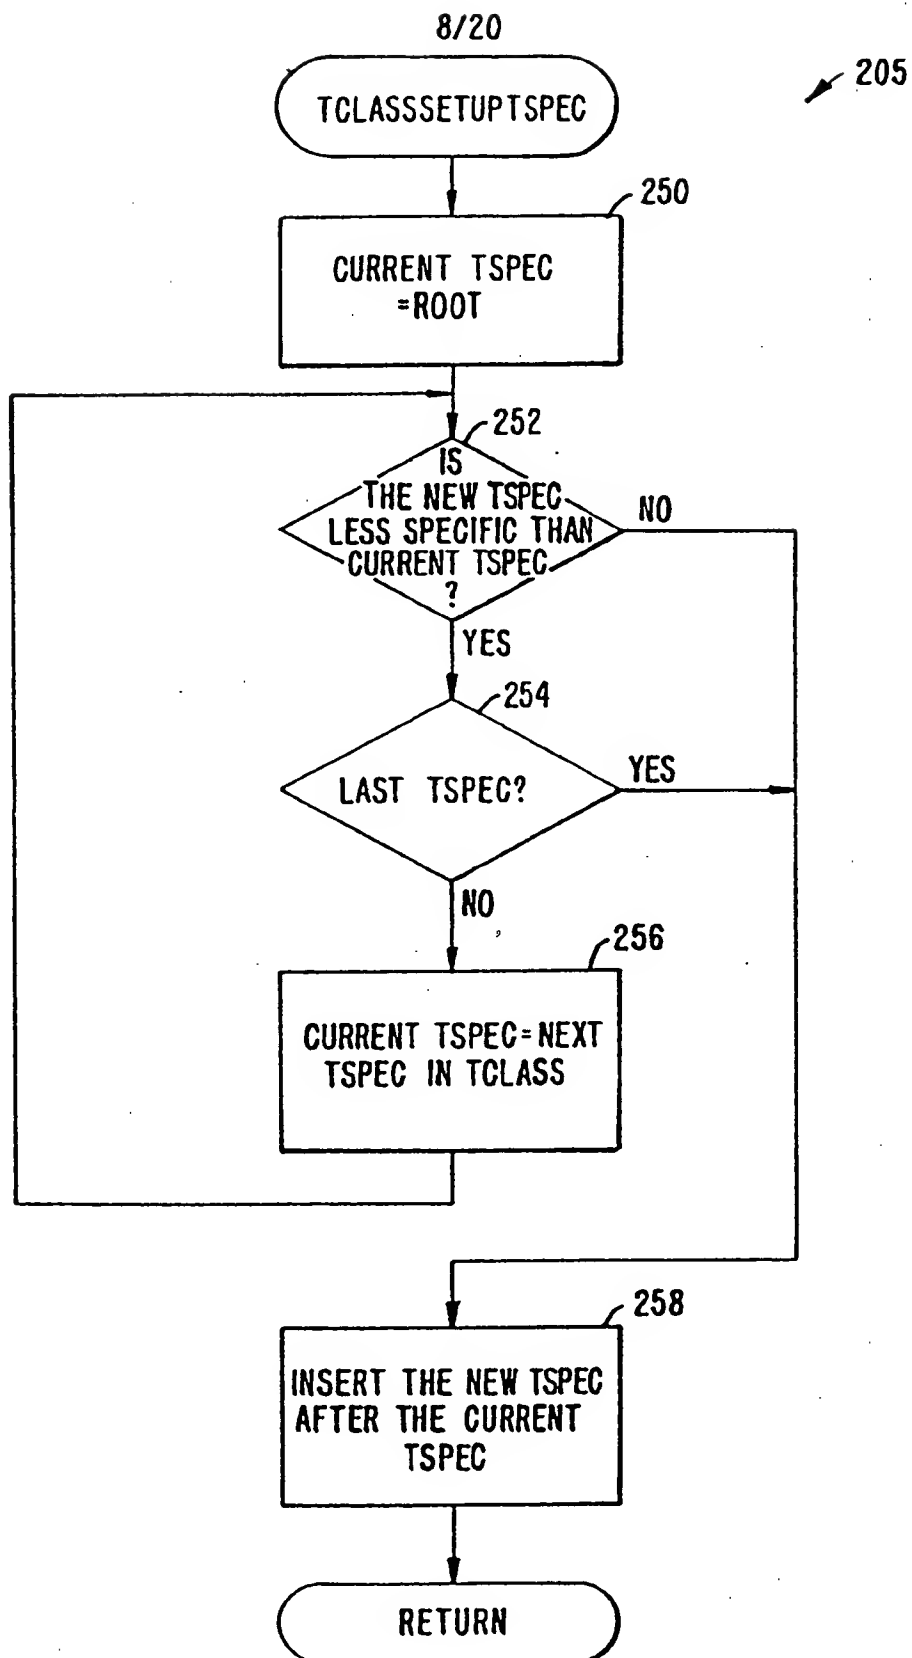 8/20
205
TCLASSSETUPTSPEC
250
CURRENT TSPEC
=ROOT
252
IS
THE NEW TSPEC
LESS SPECIFIC THAN
CURRENT TSPEC
?
NO
YES
254
LAST TSPEC?
YES
NO
256
CURRENT TSPEC=NEXT
TSPEC IN TCLASS
258
INSERT THE NEW TSPEC
AFTER THE CURRENT
TSPEC
RETURN